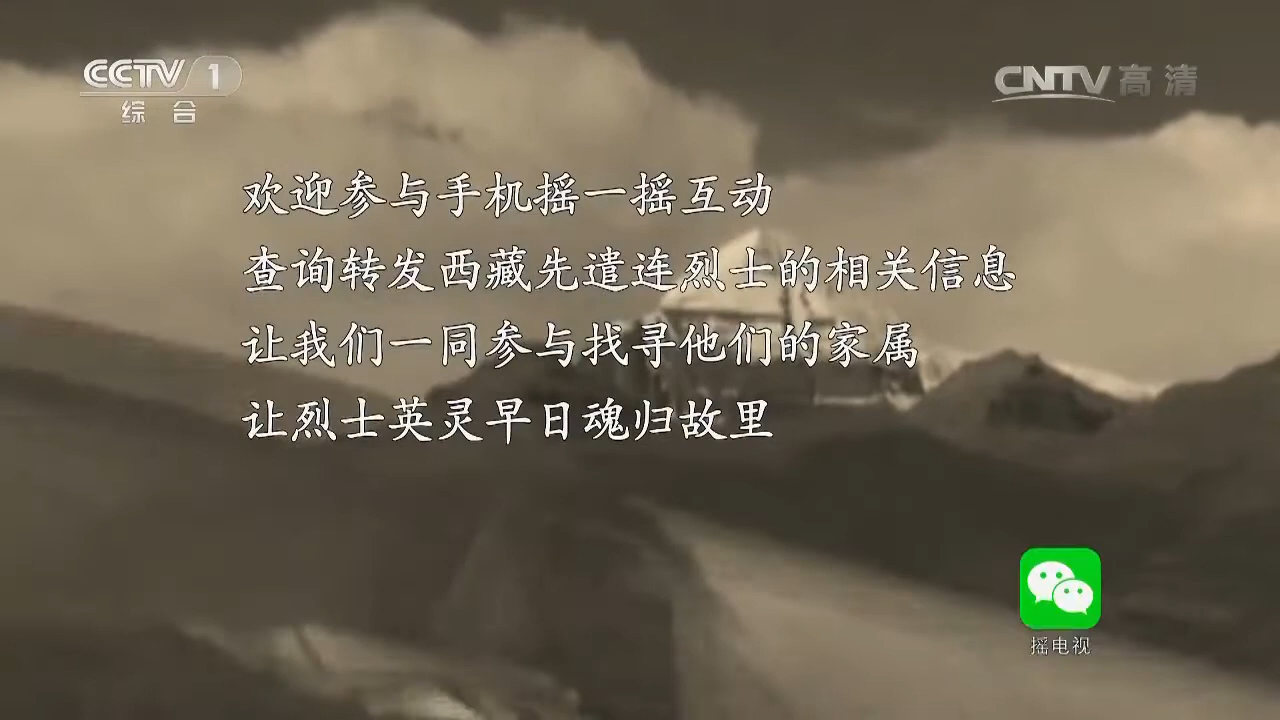 CCTV 1
综合
CNTV 高清
欢迎参与手机摇一摇互动
查询转发西藏先遣连烈士的相关信息
让我们一同参与找寻他们的家属
让烈士英灵早日魂归故里
摇电视